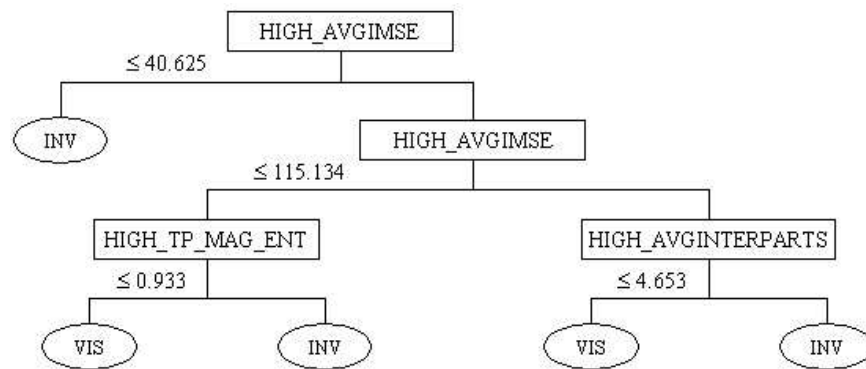 HIGH_AVGIMSE
≤ 40.625
INV
HIGH_AVGIMSE
≤ 115.134
HIGH_TP_MAG_ENT
HIGH_AVGINTERPARTS
≤ 0.933
≤ 4.653
VIS
INV
VIS
INV